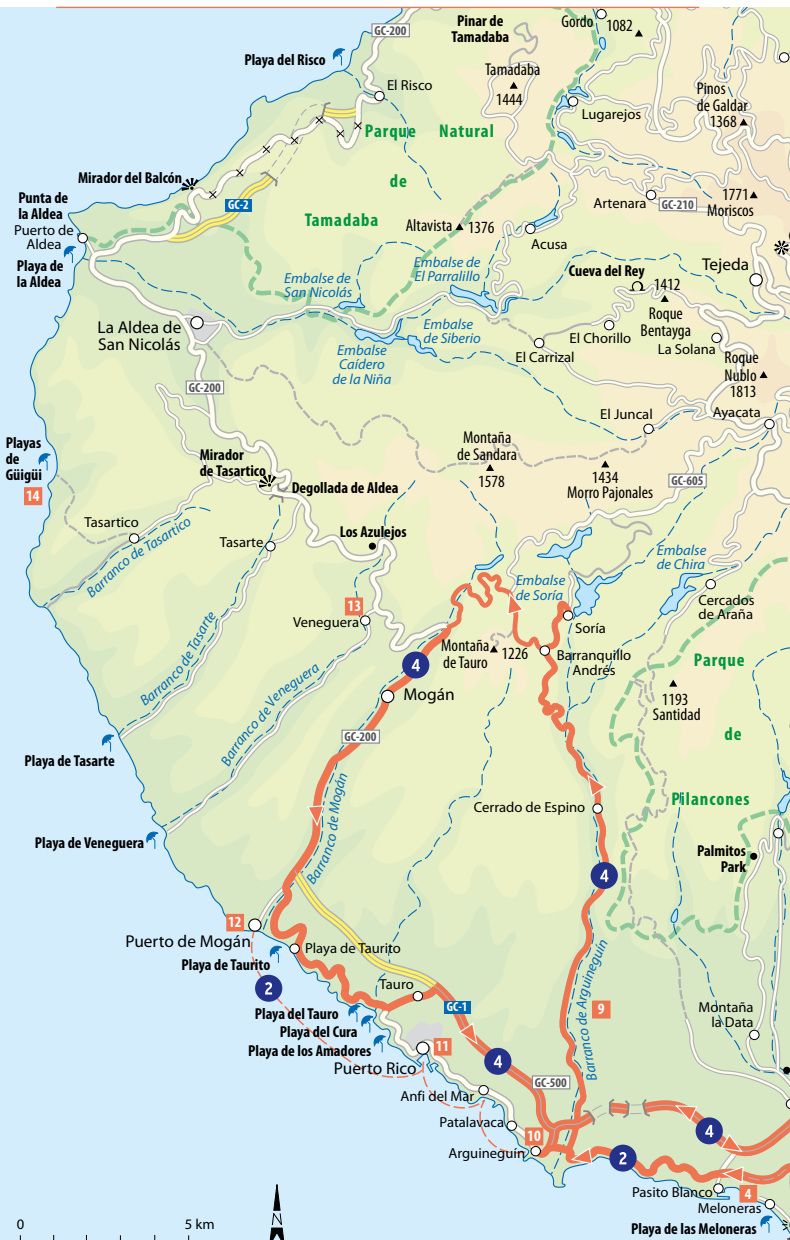 Pinar de
Tamadaba
Gordo
1082
GC-200
Playa del Risco
El Risco
Tamadaba
1444
Lugarejos
Pinos
de Galdar
1368
Parque Natural
de
Tamadaba
Mirador del Balcón
Punta de
la Aldea
Puerto de
Aldea
Playa de
la Aldea
GC-2
Artenara
GC-210
1771
Moriscos
Altavista 1376
Acusa
Embalse de
San Nicolás
Embalse de
El Parralillo
Cueva del Rey
1412
Roque
Bentayga
Tejeda
La Aldea de
San Nicolás
Embalse
de Siberio
Embalse
Caídero
de la Niña
El Carrizal
El Chorillo
La Solana
Roque
Nublo
1813
GC-200
El Juncal
Ayacata
Playas
de
Güigüi
14
Mirador
de Tasartico
Degollada de Aldea
Montaña
de Sandara
1578
1434
Morro Pajonales
GC-605
Tasartico
Barranco de Tasartico
Tasarte
Los Azulejos
Embalse
de Chira
Embalse
de Soría
Cercados
de Araña
13
Veneguera
Soría
Montaña
de Tauro
1226
Barranquillo
Andrés
Parque
de
Pilancones
1193
Santidad
4
Mogán
Barranco de Tasarte
Barranco de Veneguera
GC-200
Playa de Tasarte
Barranco de Mogán
Cerrado de Espino
Playa de Veneguera
Palmitos
Park
4
12
Puerto de Mogán
Playa de Taurito
Playa de Taurito
2
Tauro
Barranco de Arguineguín
9
Playa del Tauro
Playa del Cura
Playa de los Amadores
GC-1
Montaña
la Data
11
Puerto Rico
4
GC-500
Anfi del Mar
Patalavaca
10
Arguineguín
4
2
Pasito Blanco
4
Meloneras
Playa de las Meloneras
N
0
5 km